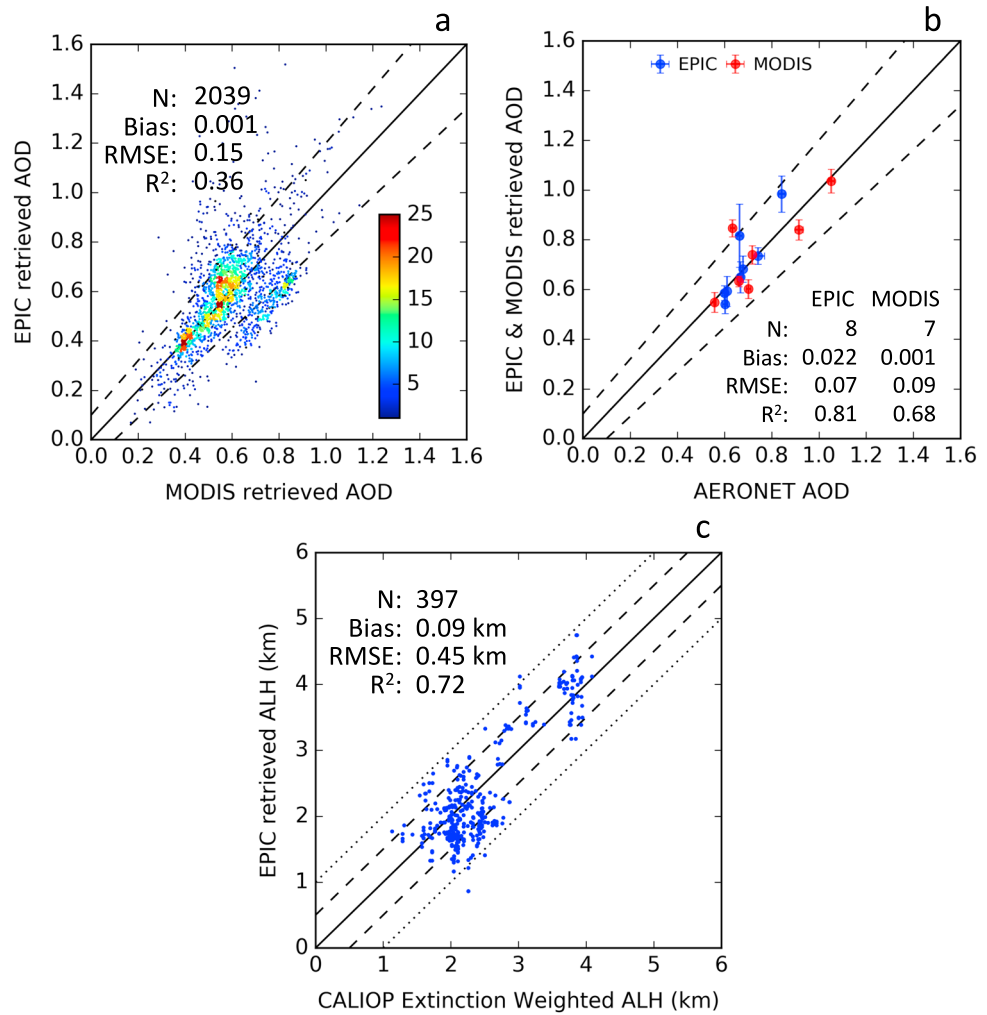 a
1.6
1.4
1.2
1.0
0.8
0.6
0.4
0.2
0.0
EPIC retrieved AOD
N: 2039
Bias: 0.001
RMSE: 0.15
R²: 0.36
25
20
15
10
5
0.0 0.2 0.4 0.6 0.8 1.0 1.2 1.4 1.6
MODIS retrieved AOD
b
1.6
1.4
1.2
1.0
0.8
0.6
0.4
0.2
0.0
EPIC & MODIS retrieved AOD
EPIC MODIS
EPIC MODIS
N: 8 7
Bias: 0.022 0.001
RMSE: 0.07 0.09
R²: 0.81 0.68
0.0 0.2 0.4 0.6 0.8 1.0 1.2 1.4 1.6
AERONET AOD
c
6
5
4
3
2
1
0
EPIC retrieved ALH (km)
N: 397
Bias: 0.09 km
RMSE: 0.45 km
R²: 0.72
0 1 2 3 4 5 6
CALIOP Extinction Weighted ALH (km)